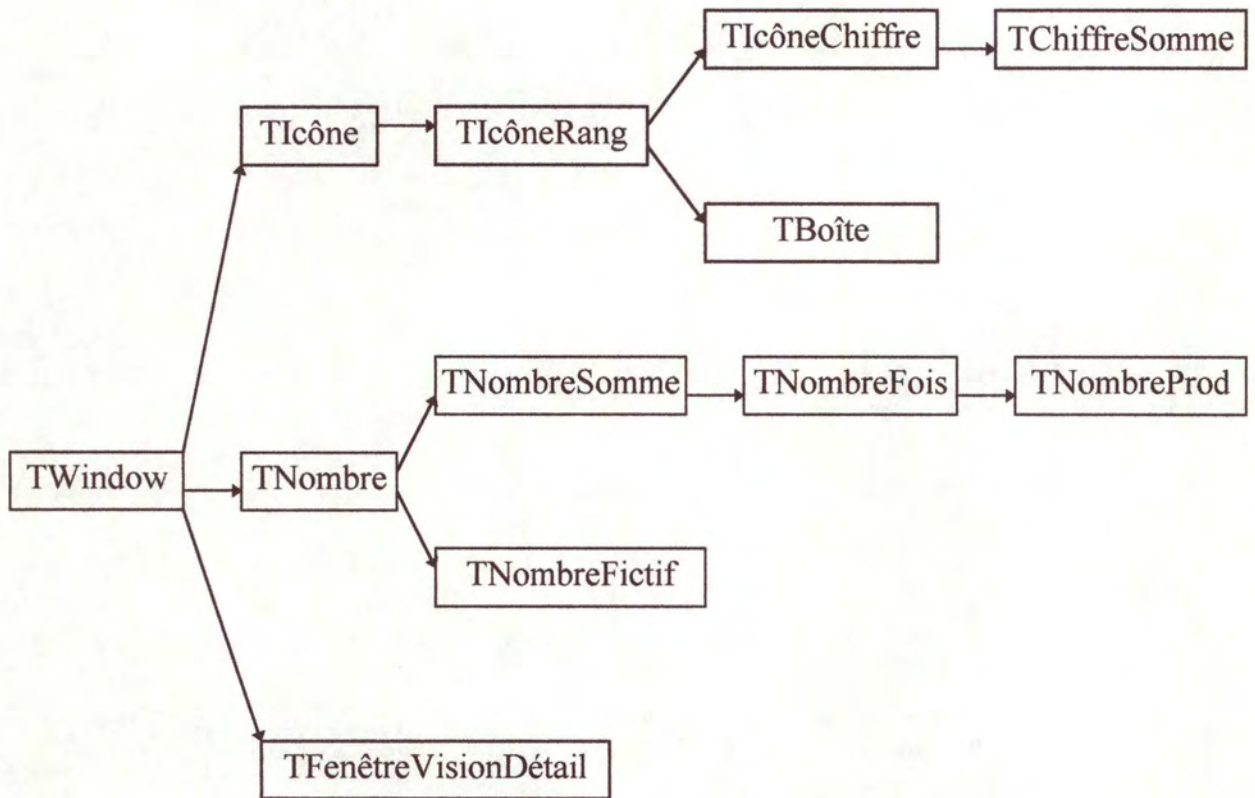 TIcôneChiffre
TChiffreSomme
TIcône
TIcôneRang
TBoîte
TNombreSomme
TNombreFois
TNombreProd
TWindow
TNombre
TNombreFictif
TFenêtreVisionDétail